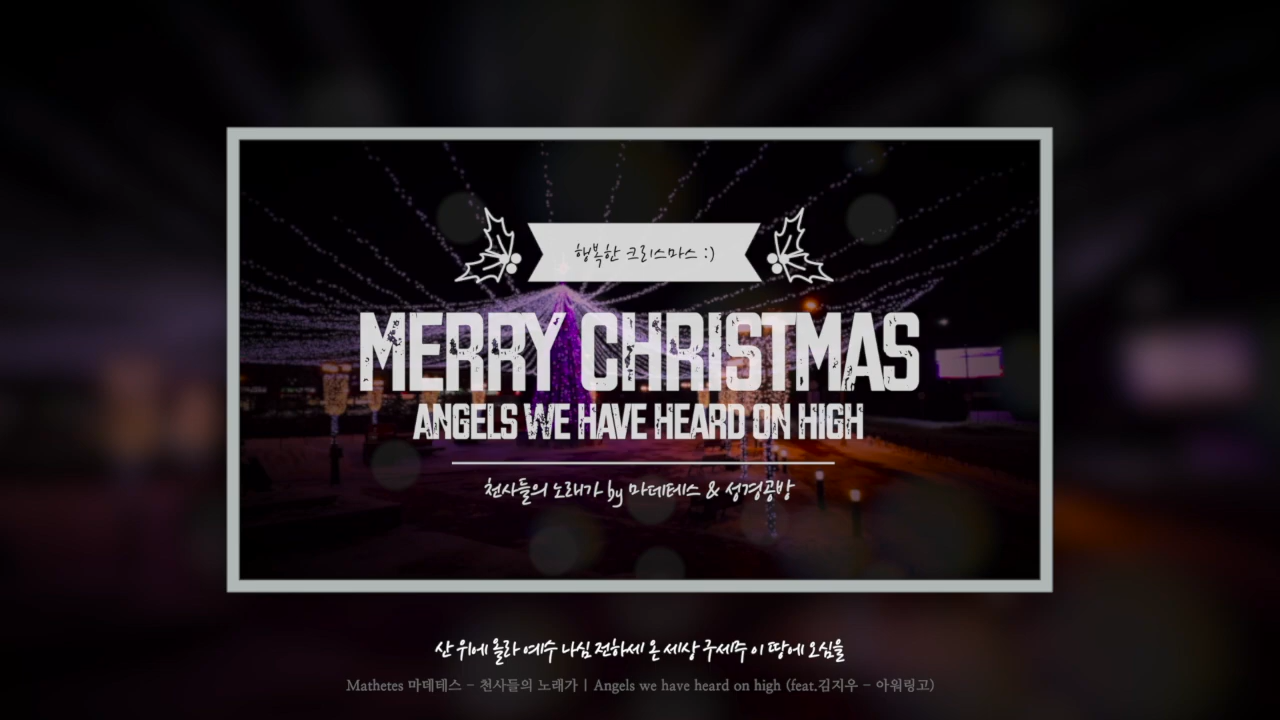 행복한 크리스마스 :)
MERRY CHRISTMAS
ANGELS WE HAVE HEARD ON HIGH
천사들의 노래가 by 마데테스 & 성경공방
산 위에 올라 예수 나심 전하세 온 세상 구세주 이 땅에 오심을
Mathetes 마데테스 - 천사들의 노래가 | Angels we have heard on high (feat.김지우 - 아워링고)